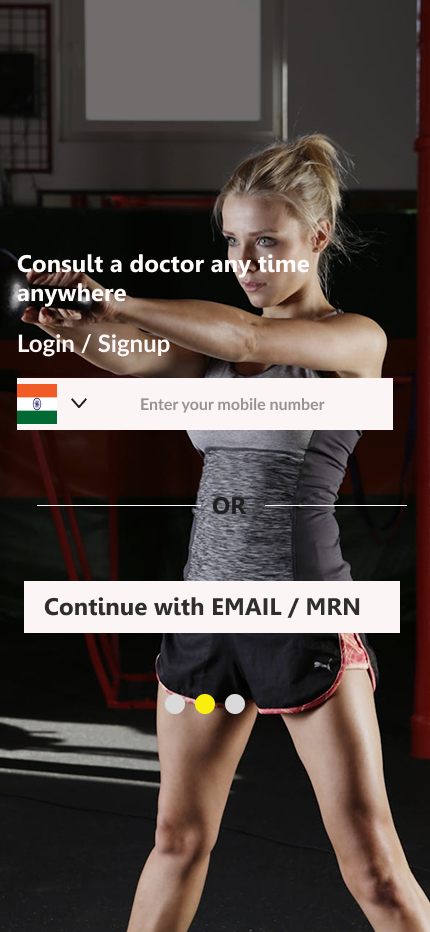 Consult a doctor any time
anywhere
Login / Signup
Enter your mobile number
OR
Continue with EMAIL / MRN